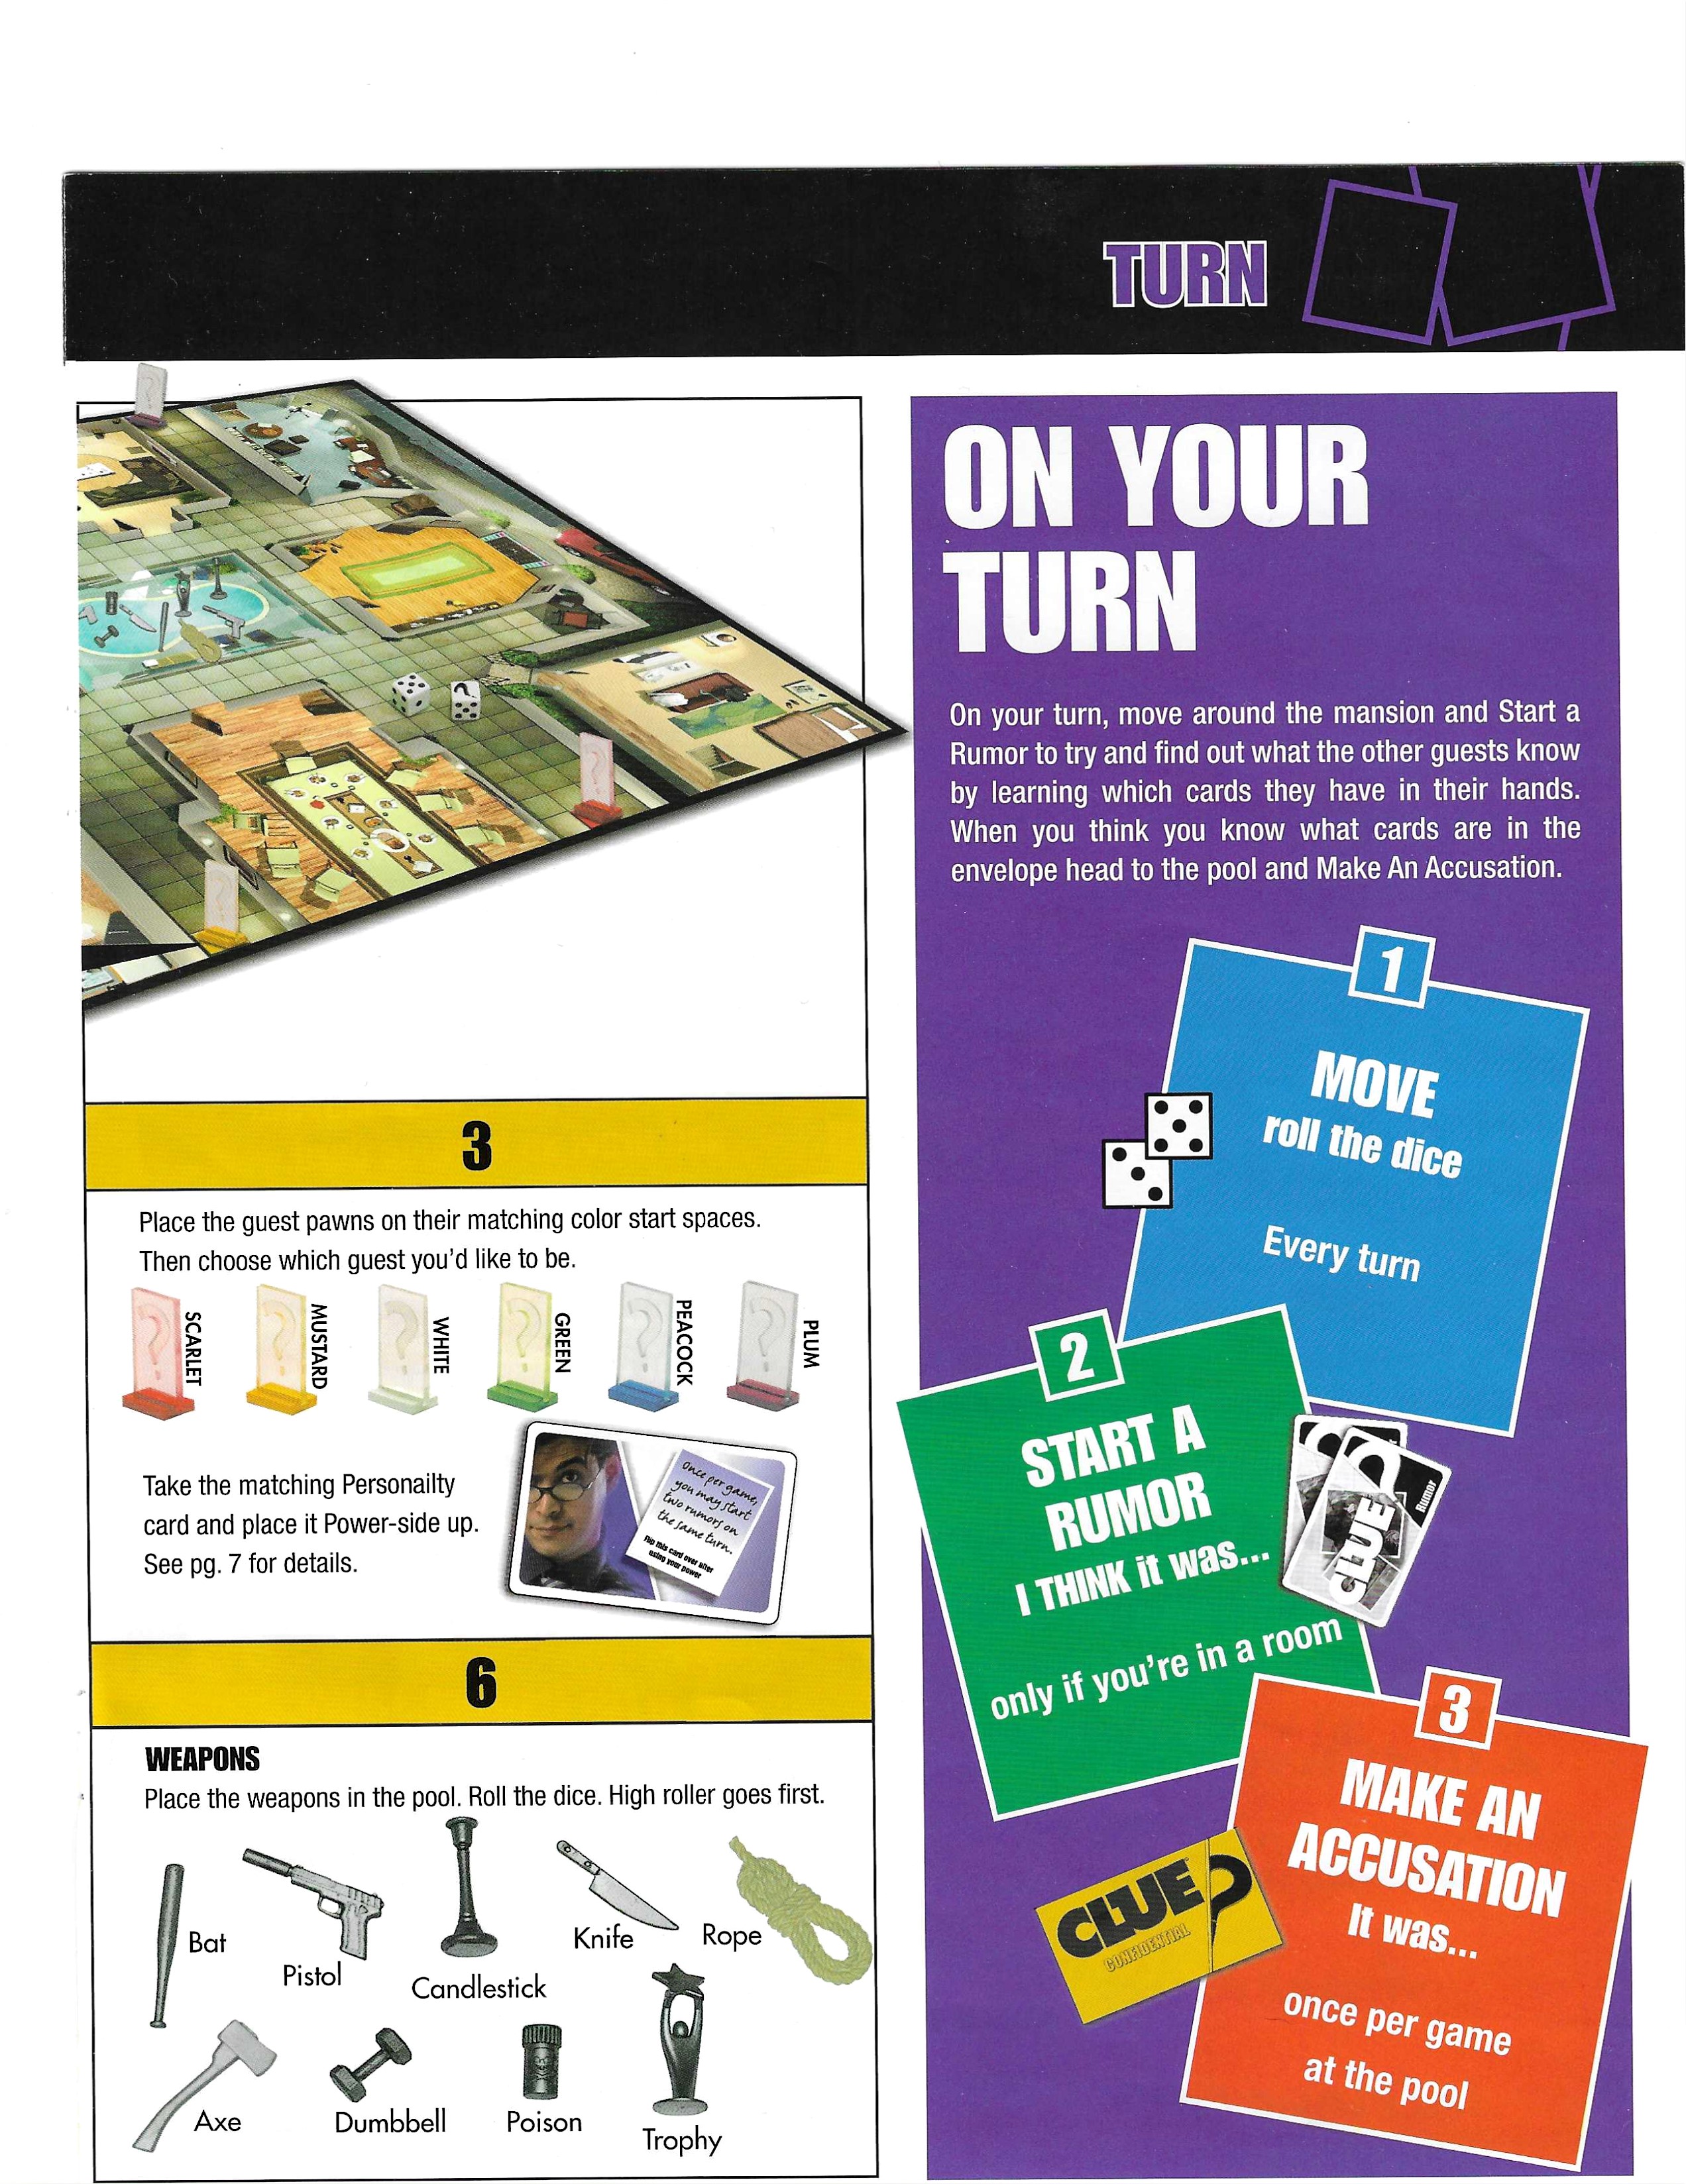 TURN
3
Place the guest pawns on their matching color start spaces.
Then choose which guest you'd like to be.
SCARLET
MUSTARD
WHITE
GREEN
PEACOCK
PLUM
Take the matching Personailty
card and place it Power-side up.
See pg. 7 for details.
Once per game,
you may start
two rumors on
the same turn.
Flip this card over after
using your power
6
WEAPONS
Place the weapons in the pool. Roll the dice. High roller goes first.
Bat
Pistol
Candlestick
Knife
Rope
Axe
Dumbbell
Poison
Trophy
ON YOUR
TURN
On your turn, move around the mansion and Start a
Rumor to try and find out what the other guests know
by learning which cards they have in their hands.
When you think you know what cards are in the
envelope head to the pool and Make An Accusation.
1
MOVE
roll the dice
Every turn
2
START A
RUMOR
I THINK it was...
only if you're in a room
CLUE
Rumor
3
MAKE AN
ACCUSATION
It was...
once per game
at the pool
CLUE
CONFIDENTIAL